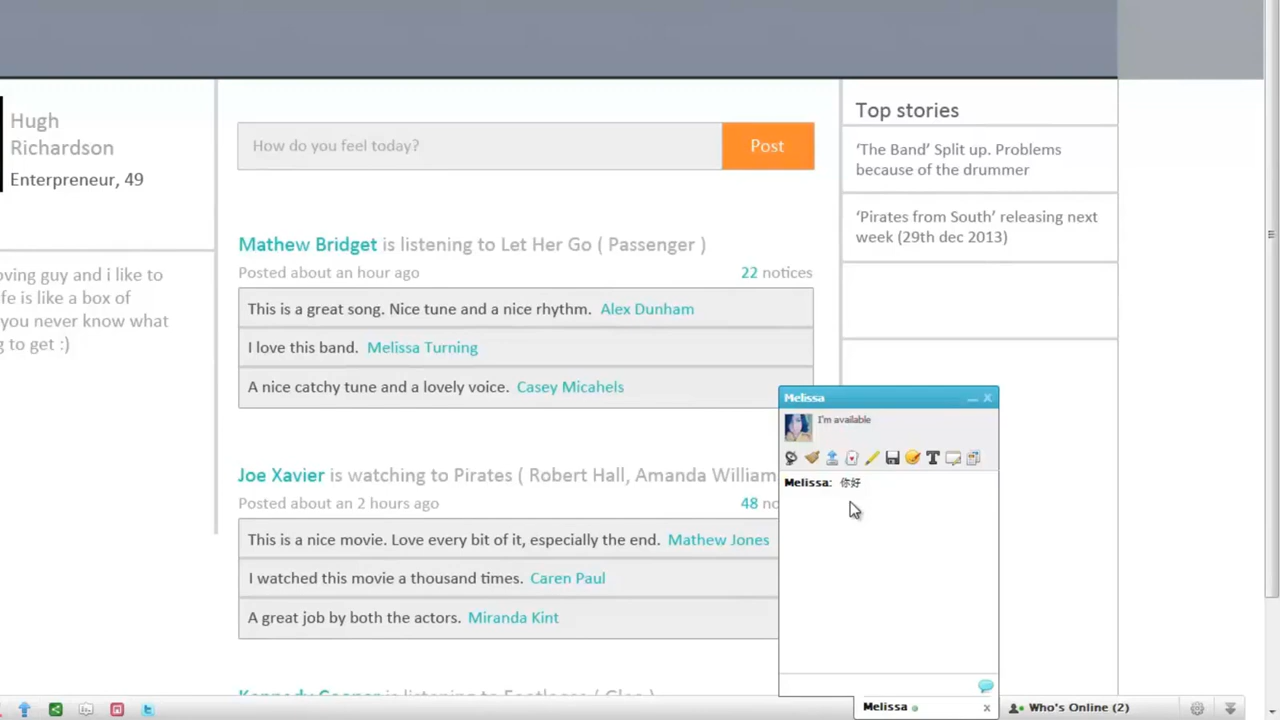 Hugh
Richardson
Enterpreneur, 49
oving guy and i like to
fe is like a box of
you never know what
g to get :)
How do you feel today?
Post
Mathew Bridget is listening to Let Her Go ( Passenger )
Posted about an hour ago
22 notices
This is a great song. Nice tune and a nice rhythm. Alex Dunham
I love this band. Melissa Turning
A nice catchy tune and a lovely voice. Casey Micahels
Joe Xavier is watching to Pirates ( Robert Hall, Amanda William
Posted about an 2 hours ago
48 no
This is a nice movie. Love every bit of it, especially the end. Mathew Jones
I watched this movie a thousand times. Caren Paul
A great job by both the actors. Miranda Kint
Top stories
‘The Band’ Split up. Problems
because of the drummer
‘Pirates from South’ releasing next
week (29th dec 2013)
Melissa
I'm available
Melissa: 你好
Melissa
Who's Online (2)